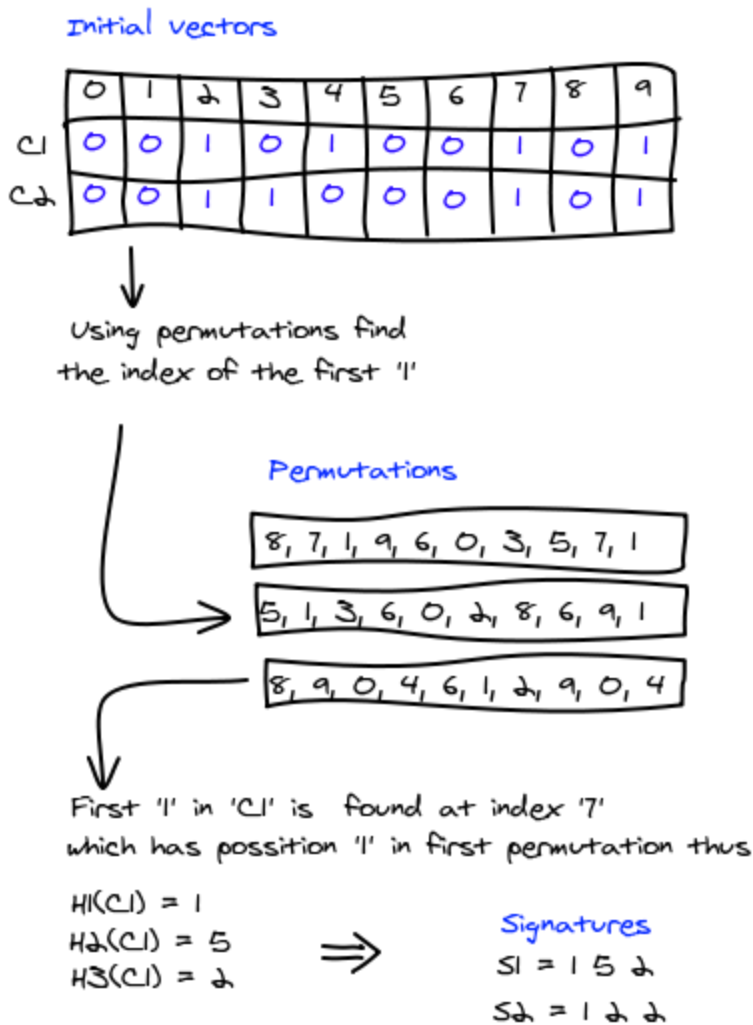 Initial vectors
0 1 2 3 4 5 6 7 8 9
C1 0 0 1 0 1 0 0 1 0 1
C2 0 0 1 1 0 0 0 1 0 1
Using permutations find
the index of the first '1'
Permutations
8, 7, 1, 9, 6, 0, 3, 5, 7, 1
5, 1, 3, 6, 0, 2, 8, 6, 9, 1
8, 9, 0, 4, 6, 1, 2, 9, 0, 4
First '1' in 'C1' is found at index '7'
which has possition '1' in first permutation thus
H1(C1) = 1
H2(C1) = 5
H3(C1) = 2
⇒
Signatures
S1 = 1 5 2
S2 = 1 2 2